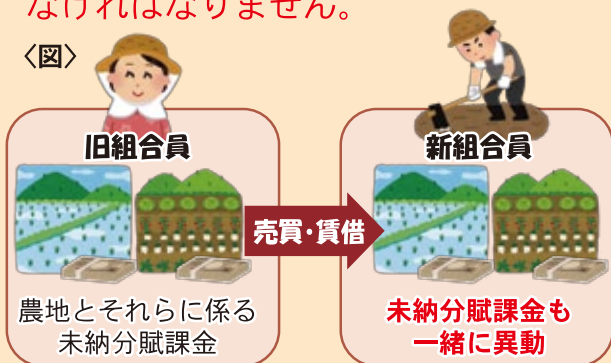 なければなりません。
〈図〉
旧組合員
新組合員
売買・賃借
農地とそれらに係る
未納分賦課金
未納分賦課金も
一緒に異動